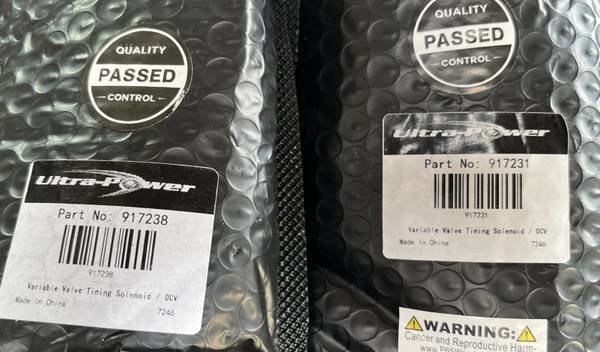 QUALITY
PASSED
CONTROL
Ultra-Power
Part No: 917238
917238
Variable Valve Timing Solenoid / OCV
Made In China
7246
QUALITY
PASSED
CONTROL
Ultra-Power
Part No: 917231
917231
Variable Valve Timing Solenoid / OCV
Made In China
7246
WARNING:
Cancer and Reproductive Harm-